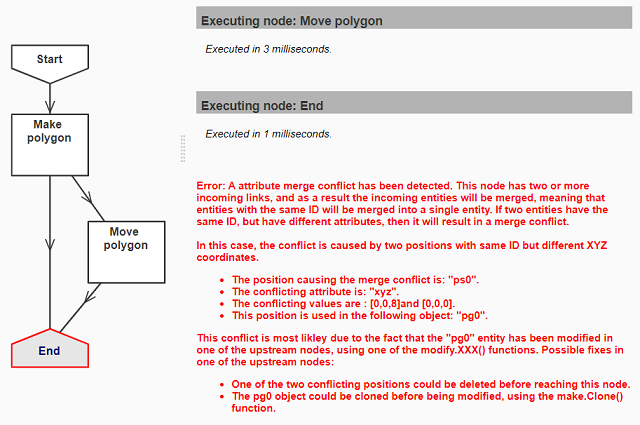 Start
Make
polygon
Move
polygon
End
Executing node: Move polygon
Executed in 3 milliseconds.
Executing node: End
Executed in 1 milliseconds.
Error: A attribute merge conflict has been detected. This node has two or more
incoming links, and as a result the incoming entities will be merged, meaning that
entities with the same ID will be merged into a single entity. If two entities have the
same ID, but have different attributes, then it will result in a merge conflict.
In this case, the conflict is caused by two positions with same ID but different XYZ
coordinates.
• The position causing the merge conflict is: "ps0".
• The conflicting attribute is: "xyz".
• The conflicting values are : [0,0,8]and [0,0,0].
• This position is used in the following object: "pg0".
This conflict is most likley due to the fact that the "pg0" entity has been modified in
one of the upstream nodes, using one of the modify.XXX() functions. Possible fixes in
one of the upstream nodes:
• One of the two conflicting positions could be deleted before reaching this node.
• The pg0 object could be cloned before being modified, using the make.Clone()
function.